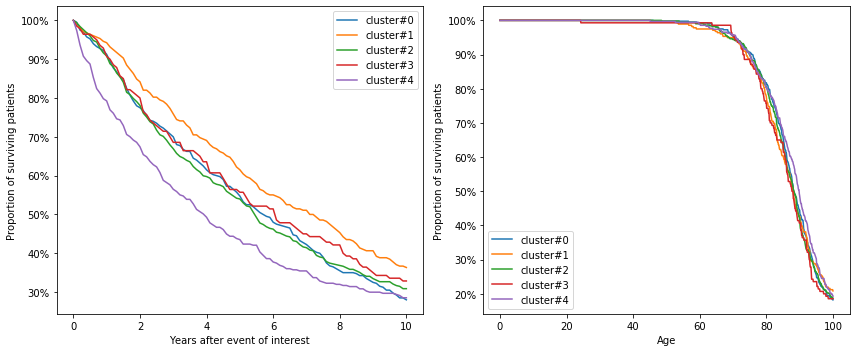 Proportion of surviving patients
100%
90%
80%
70%
60%
50%
40%
30%
0
2
4
6
8
10
Years after event of interest
cluster#0
cluster#1
cluster#2
cluster#3
cluster#4
Proportion of surviving patients
100%
90%
80%
70%
60%
50%
40%
30%
20%
0
20
40
60
80
100
Age
cluster#0
cluster#1
cluster#2
cluster#3
cluster#4